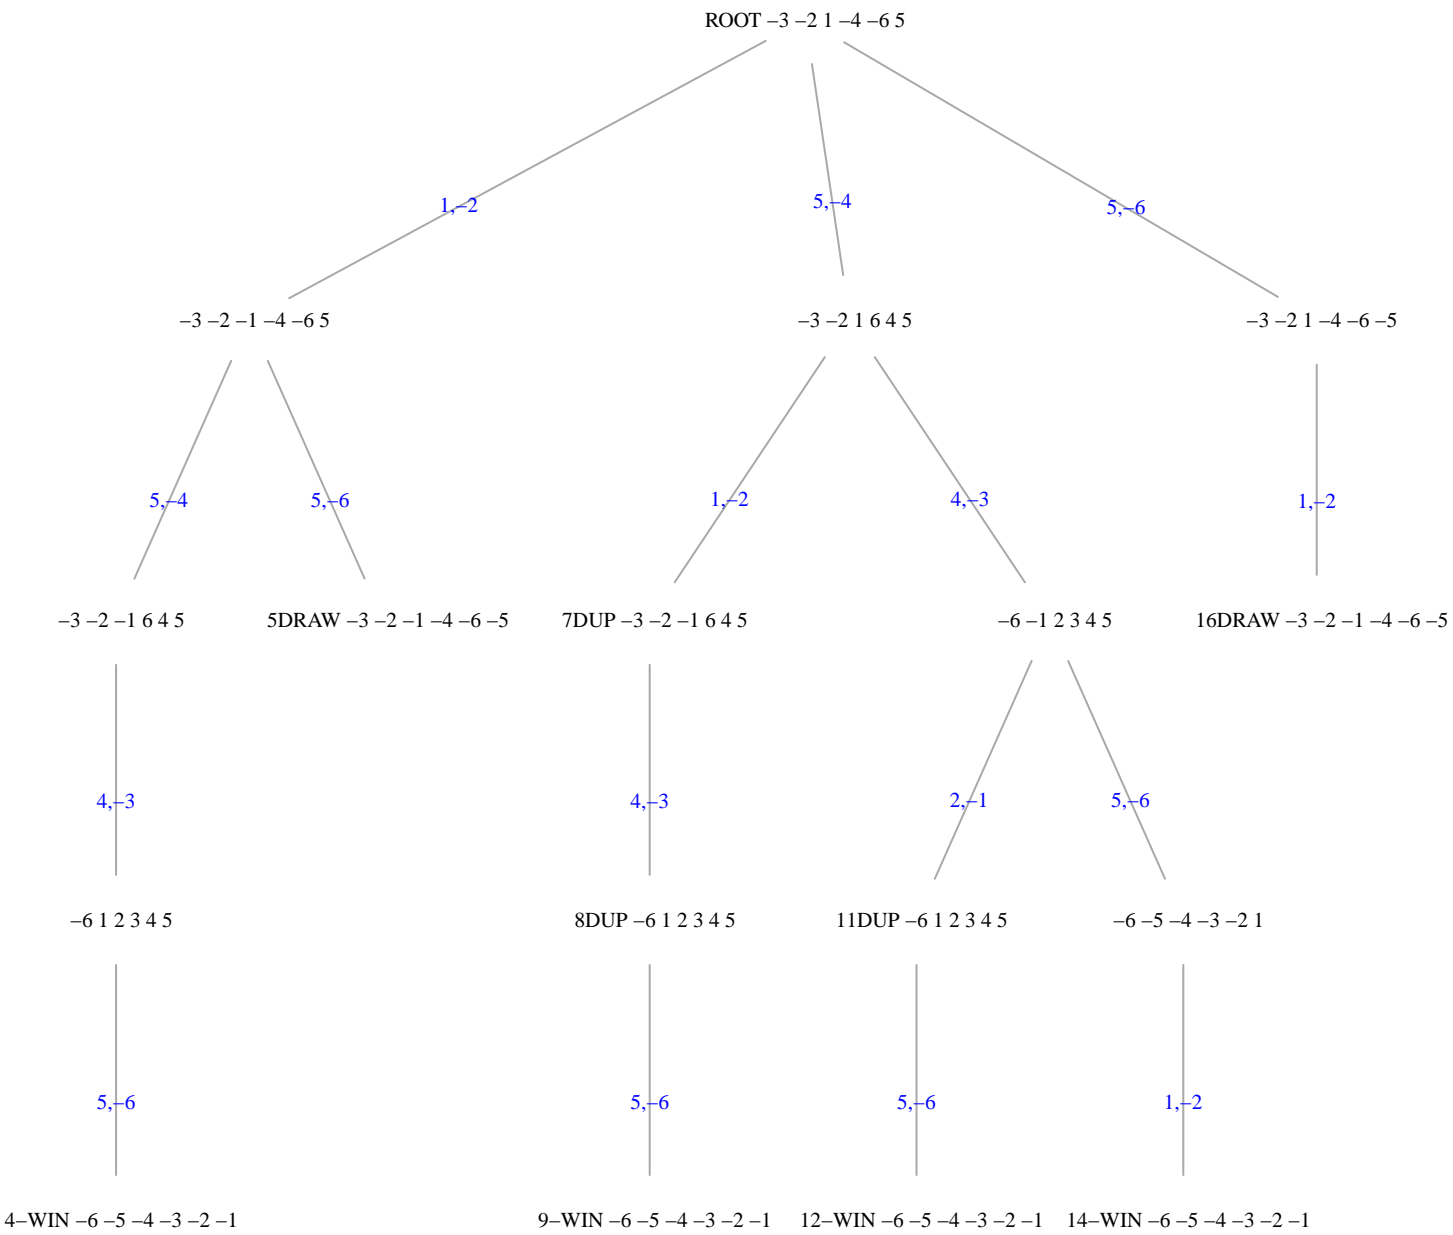 ROOT −3 −2 1 −4 −6 5
1,−2
5,−4
5,−6
−3 −2 −1 −4 −6 5
−3 −2 1 6 4 5
−3 −2 1 −4 −6 −5
5,−4
5,−6
1,−2
4,−3
1,−2
−3 −2 −1 6 4 5
5DRAW −3 −2 −1 −4 −6 −5
7DUP −3 −2 −1 6 4 5
−6 −1 2 3 4 5
16DRAW −3 −2 −1 −4 −6 −5
4,−3
4,−3
2,−1
5,−6
−6 1 2 3 4 5
8DUP −6 1 2 3 4 5
11DUP −6 1 2 3 4 5
−6 −5 −4 −3 −2 1
5,−6
5,−6
5,−6
1,−2
4−WIN −6 −5 −4 −3 −2 −1
9−WIN −6 −5 −4 −3 −2 −1
12−WIN −6 −5 −4 −3 −2 −1
14−WIN −6 −5 −4 −3 −2 −1